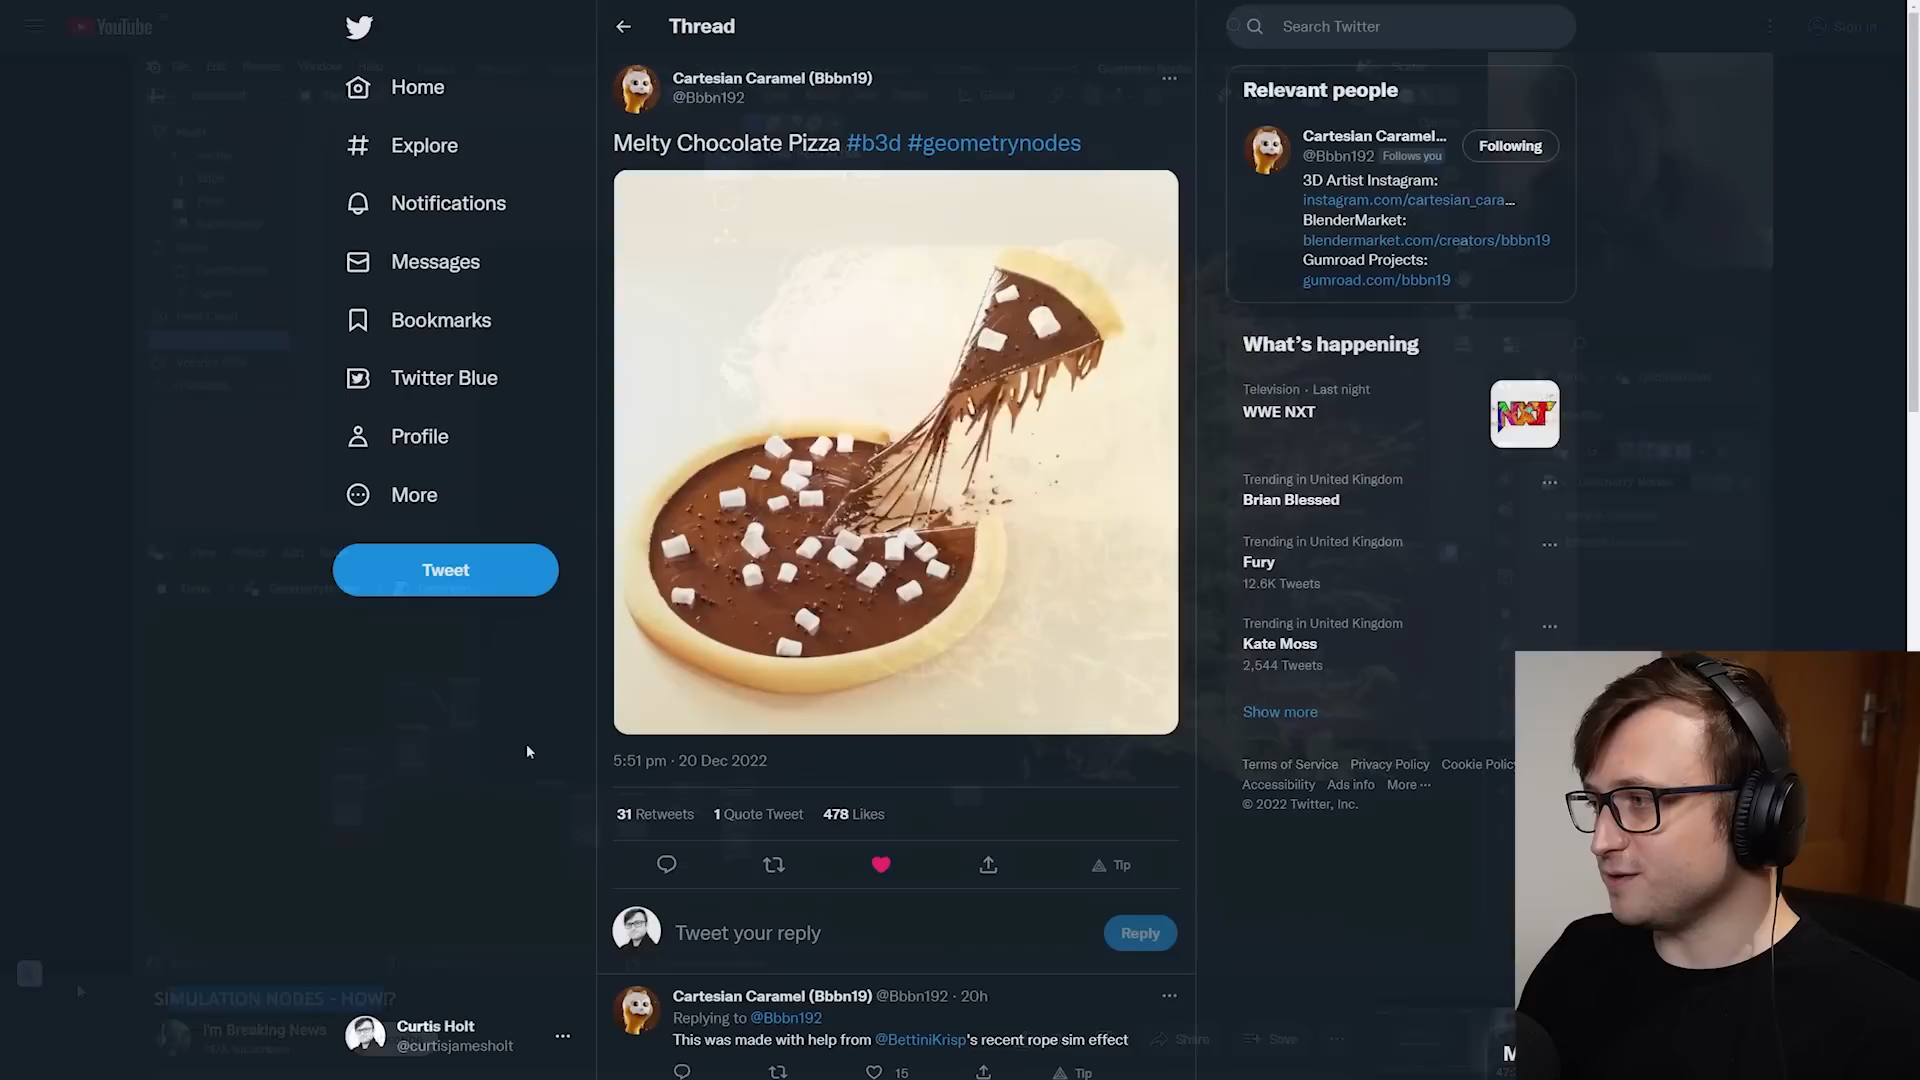 YouTube
Home
Explore
Notifications
Messages
Bookmarks
Twitter Blue
Profile
More
Tweet
SIMULATION NODES - HOW!?
I'm Breaking News
Curtis Holt
@curtisjamesholt
Thread
Cartesian Caramel (Bbbn19)
@Bbbn192
Melty Chocolate Pizza #b3d #geometrynodes
5:51 pm · 20 Dec 2022
31 Retweets 1 Quote Tweet 478 Likes
Tip
Tweet your reply
Reply
Cartesian Caramel (Bbbn19) @Bbbn192 · 20h
Replying to @Bbbn192
This was made with help from @BettiniKrisp's recent rope sim effect
15
Tip
Share
Save
Search Twitter
Sign in
Relevant people
Cartesian Caramel...
@Bbbn192 Follows you
Following
3D Artist Instagram:
instagram.com/cartesian_cara...
BlenderMarket:
blendermarket.com/creators/bbbn19
Gumroad Projects:
gumroad.com/bbbn19
What's happening
Television · Last night
WWE NXT
NXT
Trending in United Kingdom
Brian Blessed
Trending in United Kingdom
Fury
12.6K Tweets
Trending in United Kingdom
Kate Moss
2,544 Tweets
Show more
Terms of Service Privacy Policy Cookie Policy
Accessibility Ads info More ···
© 2022 Twitter, Inc.